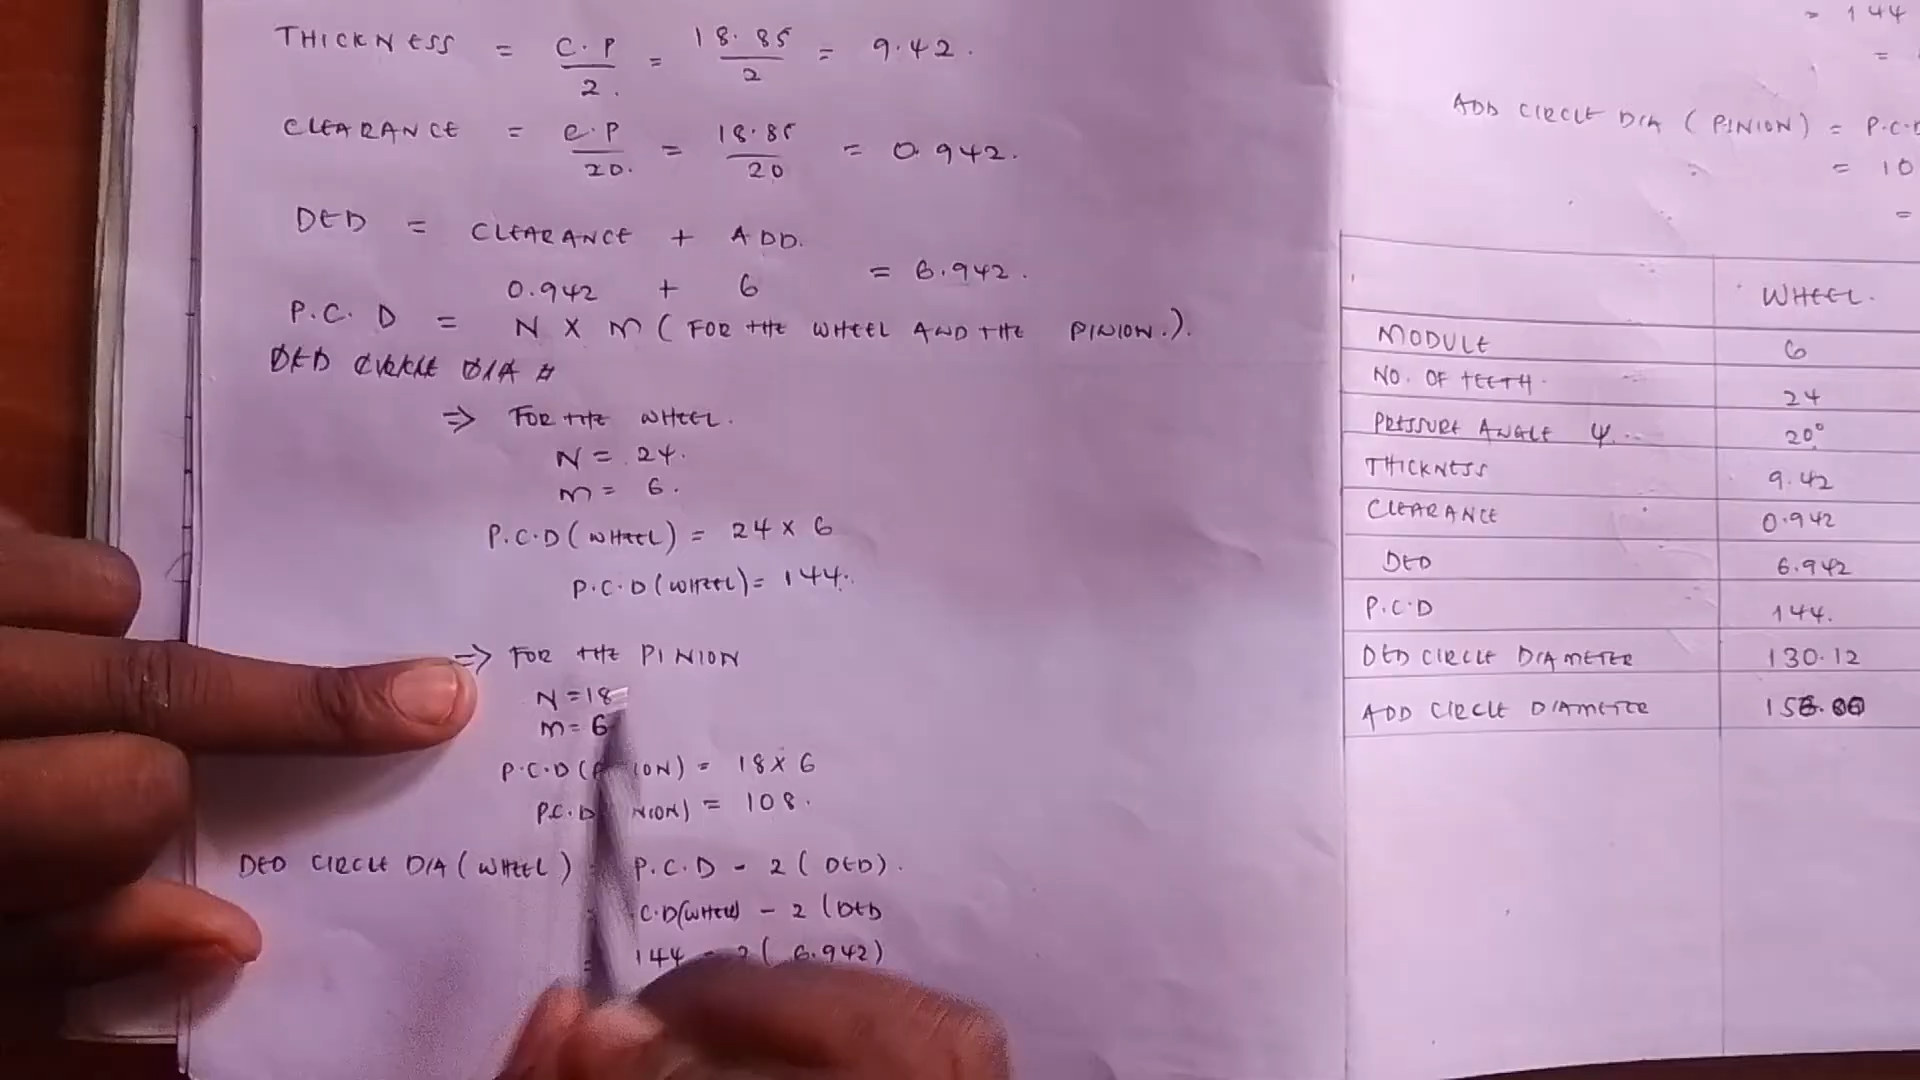 THICKNESS = C.P/2. = 18.85/2 = 9.42.
CLEARANCE = C.P/20. = 18.85/20 = 0.942.
DED = CLEARANCE + ADD.
0.942 + 6 = 6.942.
P.C.D = N X M (FOR THE WHEEL AND THE PINION.).
DED CIRCLE DIA
=> FOR THE WHEEL.
N = 24.
M = 6.
P.C.D (WHEEL) = 24 X 6
P.C.D (WHEEL) = 144.
=> FOR THE PINION
N = 18
M = 6
P.C.D ( ION) = 18 X 6
P.C.D NION) = 108.
DED CIRCLE DIA (WHEEL) P.C.D - 2 (DED).
= C.D (WHEEL) - 2 (DED
= 144 - 2 ( 6.942)
= 144
=
ADD CIRCLE DIA (PINION) = P.C.D
= 10
=
WHEEL.
MODULE 6
NO. OF TEETH 24
PRESSURE ANGLE ψ 20°
THICKNESS 9.42
CLEARANCE 0.942
DED 6.942
P.C.D 144.
DED CIRCLE DIAMETER 130.12
ADD CIRCLE DIAMETER